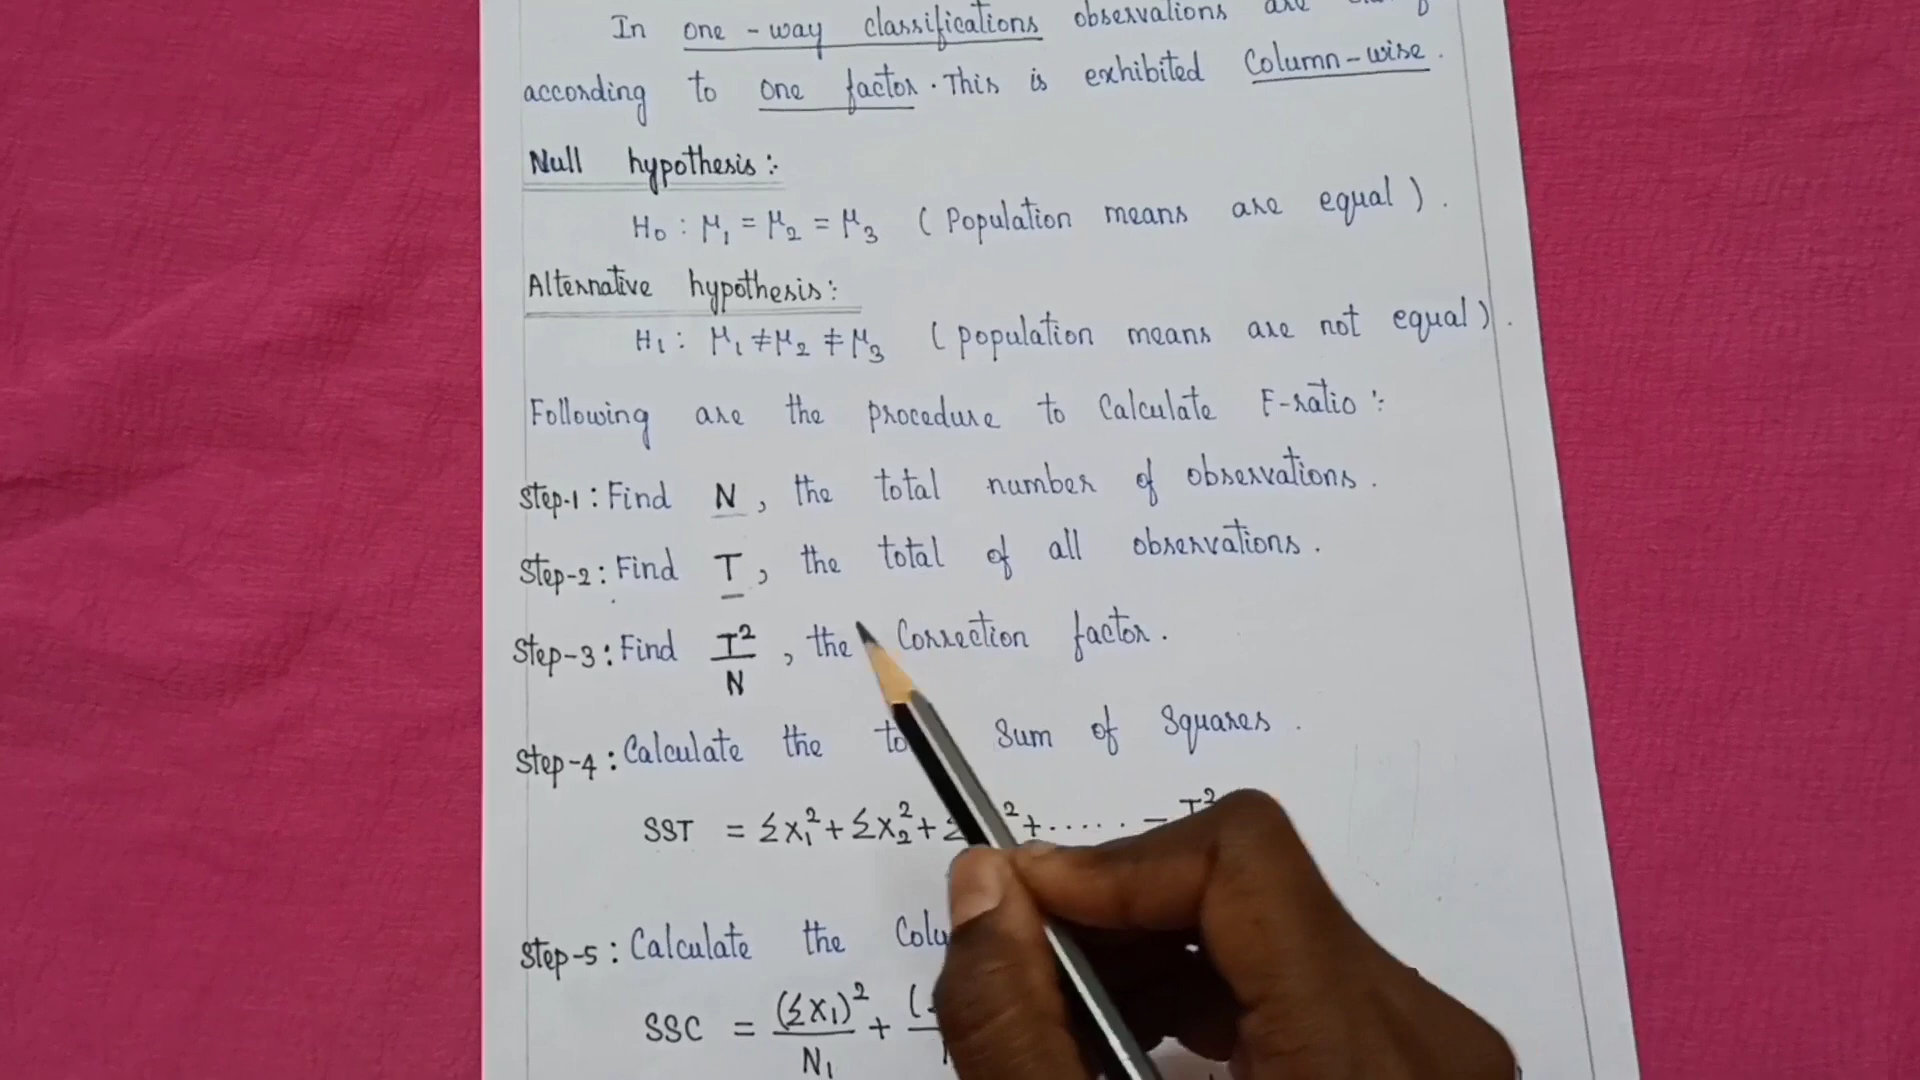 In one-way classifications observations are
according to one factor. This is exhibited Column-wise.
Null hypothesis:-
H₀ : μ₁ = μ₂ = μ₃ (Population means are equal).
Alternative hypothesis:-
H₁ : μ₁ ≠ μ₂ ≠ μ₃ (population means are not equal).
Following are the procedure to Calculate F-ratio :-
Step-1 : Find N, the total number of observations.
Step-2 : Find T, the total of all observations.
Step-3 : Find T²/N, the Correction factor.
Step-4 : Calculate the Sum of Squares.
SST = ΣX₁² + ΣX₂² + Σ ² + ...... - T²
Step-5 : Calculate the
SSC = (ΣX₁)²/N₁ + (